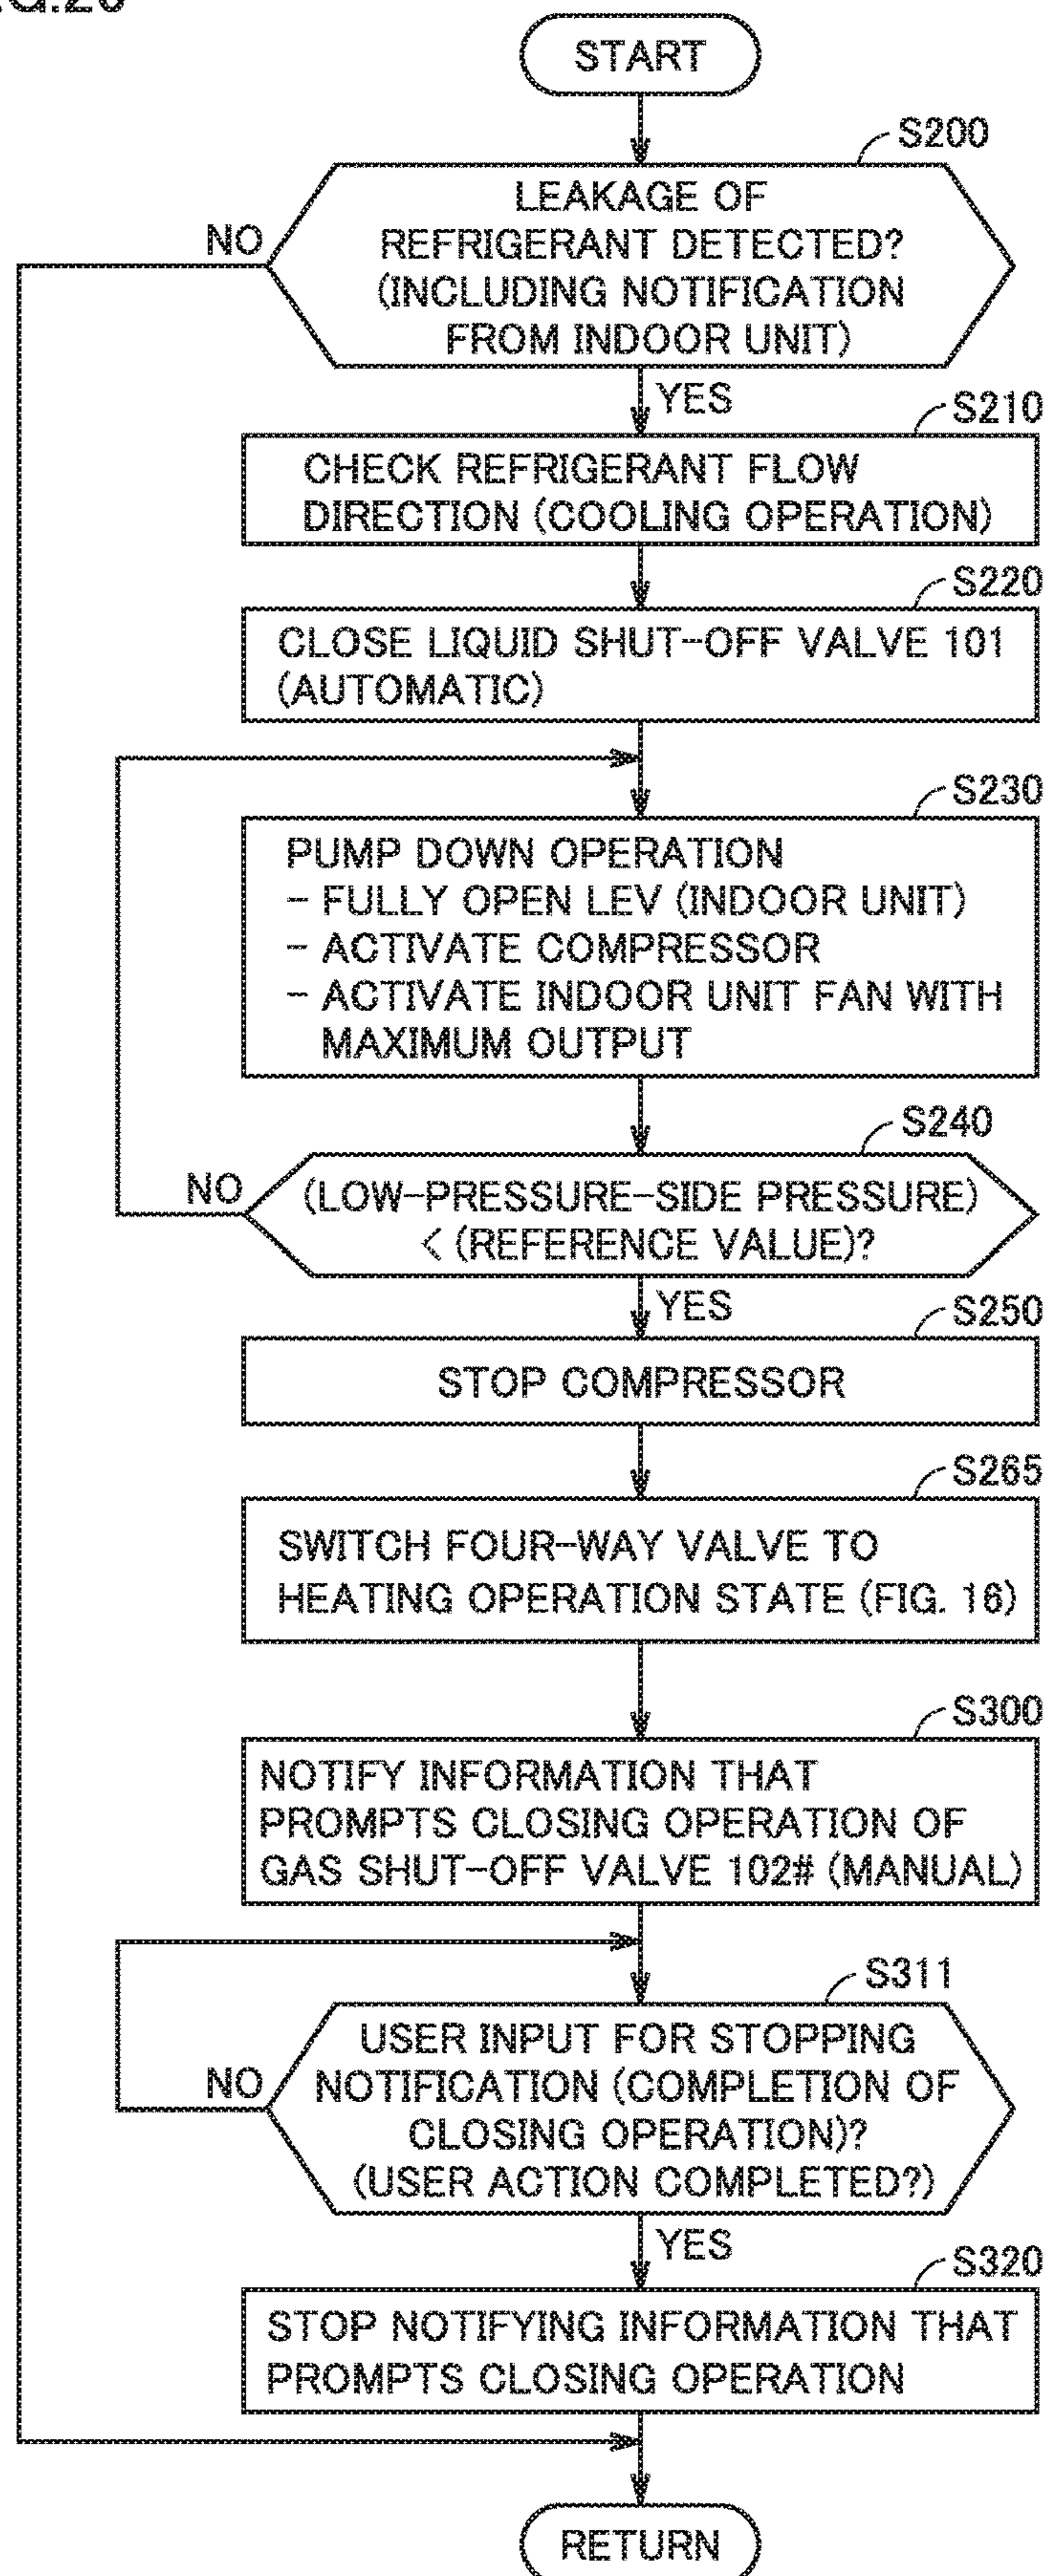 START
S200
LEAKAGE OF
REFRIGERANT DETECTED?
(INCLUDING NOTIFICATION
FROM INDOOR UNIT)
NO
YES
S210
CHECK REFRIGERANT FLOW
DIRECTION (COOLING OPERATION)
S220
CLOSE LIQUID SHUT-OFF VALVE 101
(AUTOMATIC)
S230
PUMP DOWN OPERATION
- FULLY OPEN LEV (INDOOR UNIT)
- ACTIVATE COMPRESSOR
- ACTIVATE INDOOR UNIT FAN WITH
MAXIMUM OUTPUT
S240
(LOW-PRESSURE-SIDE PRESSURE)
< (REFERENCE VALUE)?
NO
YES
S250
STOP COMPRESSOR
S265
SWITCH FOUR-WAY VALVE TO
HEATING OPERATION STATE (FIG. 16)
S300
NOTIFY INFORMATION THAT
PROMPTS CLOSING OPERATION OF
GAS SHUT-OFF VALVE 102# (MANUAL)
S311
USER INPUT FOR STOPPING
NOTIFICATION (COMPLETION OF
CLOSING OPERATION)?
(USER ACTION COMPLETED?)
NO
YES
S320
STOP NOTIFYING INFORMATION THAT
PROMPTS CLOSING OPERATION
RETURN